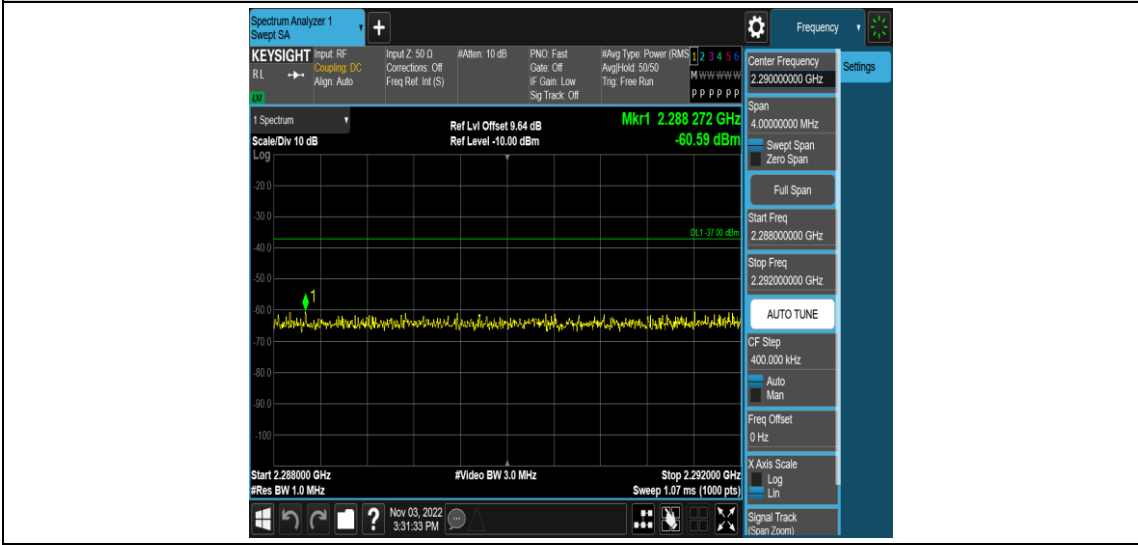 Spectrum Analyzer 1
Swept SA
+
Frequency
KEYSIGHT
RL
LXI
Input: RF
Coupling: DC
Align: Auto
Input Z: 50 Ω
Corrections: Off
Freq Ref: Int (S)
#Atten: 10 dB
PNO: Fast
Gate: Off
IF Gain: Low
Sig Track: Off
#Avg Type: Power (RMS
Avg|Hold: 50/50
Trig: Free Run
1 2 3 4 5 6
M W W W W W
P P P P P P
1 Spectrum
Scale/Div 10 dB
Log
Ref Lvl Offset 9.64 dB
Ref Level -10.00 dBm
Mkr1 2.288 272 GHz
-60.59 dBm
-20.0
-30.0
DL1 -37.00 dBm
-40.0
-50.0
1
-60.0
-70.0
-80.0
-90.0
-100
Start 2.288000 GHz
#Res BW 1.0 MHz
#Video BW 3.0 MHz
Stop 2.292000 GHz
Sweep 1.07 ms (1000 pts)
?
Nov 03, 2022
3:31:33 PM
Center Frequency
2.290000000 GHz
Settings
Span
4.00000000 MHz
Swept Span
Zero Span
Full Span
Start Freq
2.288000000 GHz
Stop Freq
2.292000000 GHz
AUTO TUNE
CF Step
400.000 kHz
Auto
Man
Freq Offset
0 Hz
X Axis Scale
Log
Lin
Signal Track
(Span Zoom)